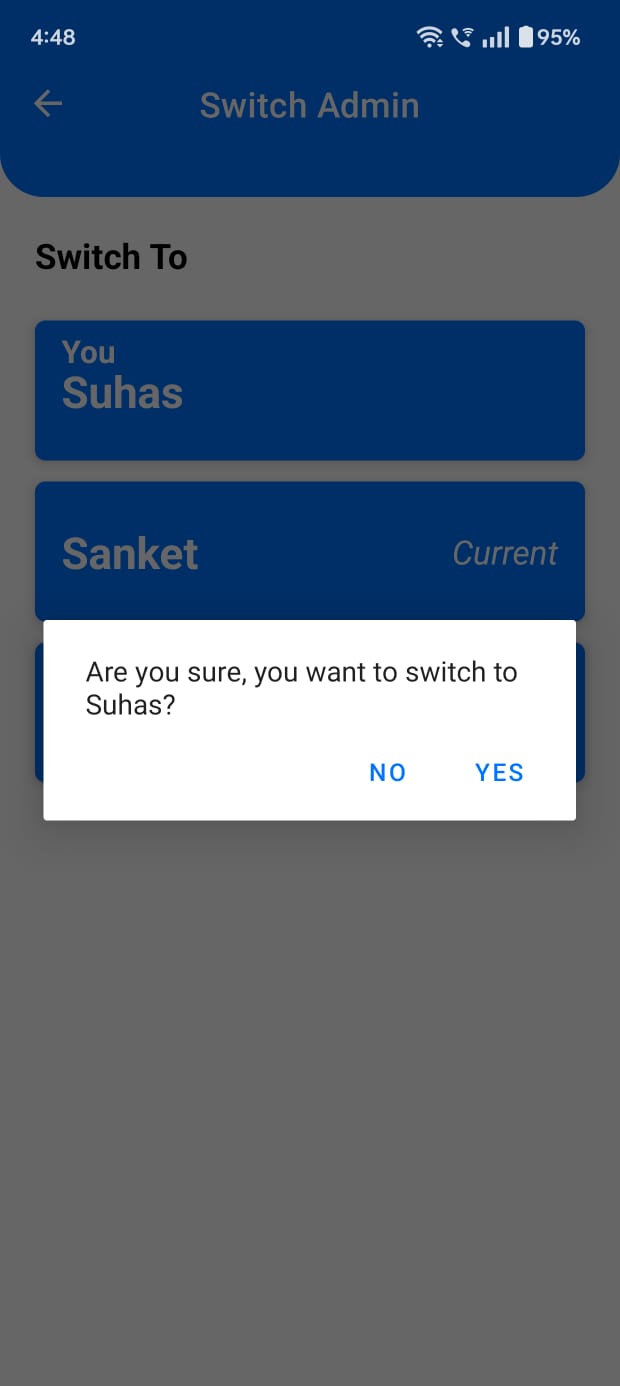 4:48
95%
Switch Admin
Switch To
You
Suhas
Sanket
Current
Are you sure, you want to switch to
Suhas?
NO
YES